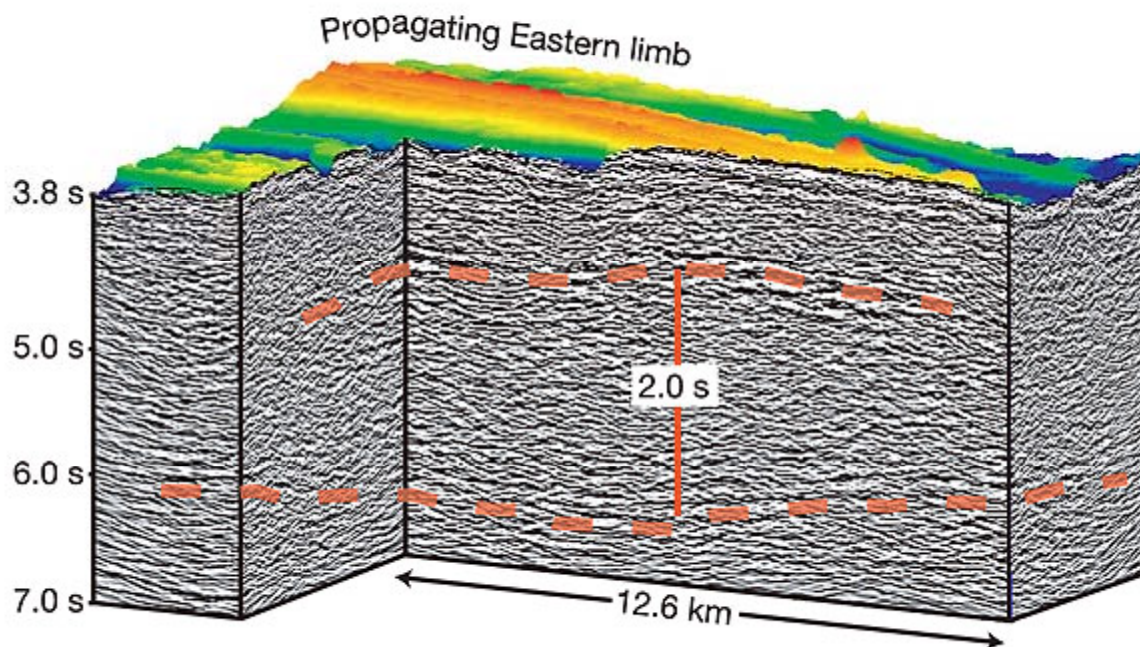 Propagating Eastern limb
3.8 s
5.0 s
2.0 s
6.0 s
7.0 s
12.6 km